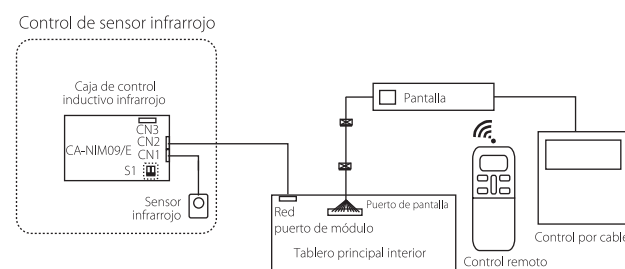 Control de sensor infrarrojo
Caja de control
inductivo infrarrojo
CN3
CN2
CA-NIM09/E CN1
S1
Sensor
infrarrojo
Pantalla
Red
puerto de módulo
Puerto de pantalla
Tablero principal interior
Control remoto
Control por cable